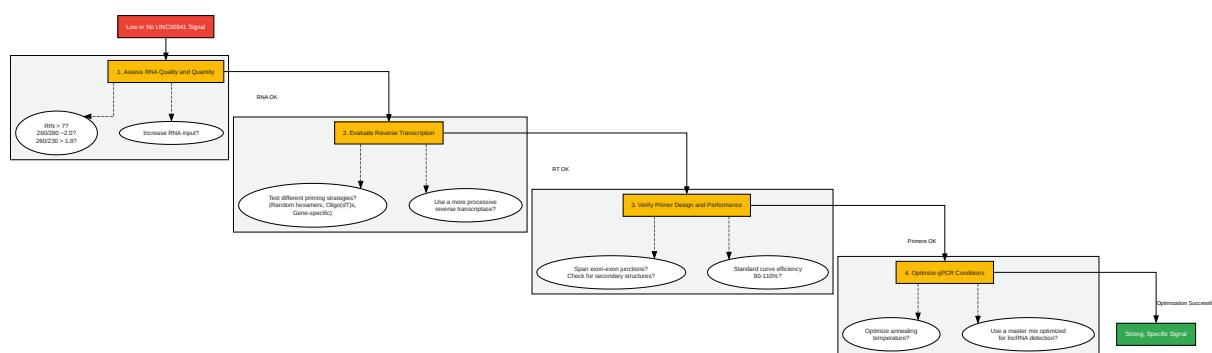 Low or No LINC00941 Signal
1. Assess RNA Quality and Quantity
RIN > 7?
260/280 ~2.0?
260/230 > 1.8?
Increase RNA input?
RNA OK
2. Evaluate Reverse Transcription
Test different priming strategies?
(Random hexamers, Oligo(dT)s,
Gene-specific)
Use a more processive
reverse transcriptase?
RT OK
3. Verify Primer Design and Performance
Span exon-exon junctions?
Check for secondary structures?
Standard curve efficiency
90-110%?
Primers OK
4. Optimize qPCR Conditions
Optimize annealing
temperature?
Use a master mix optimized
for lncRNA detection?
Optimization Successf
Strong, Specific Signal